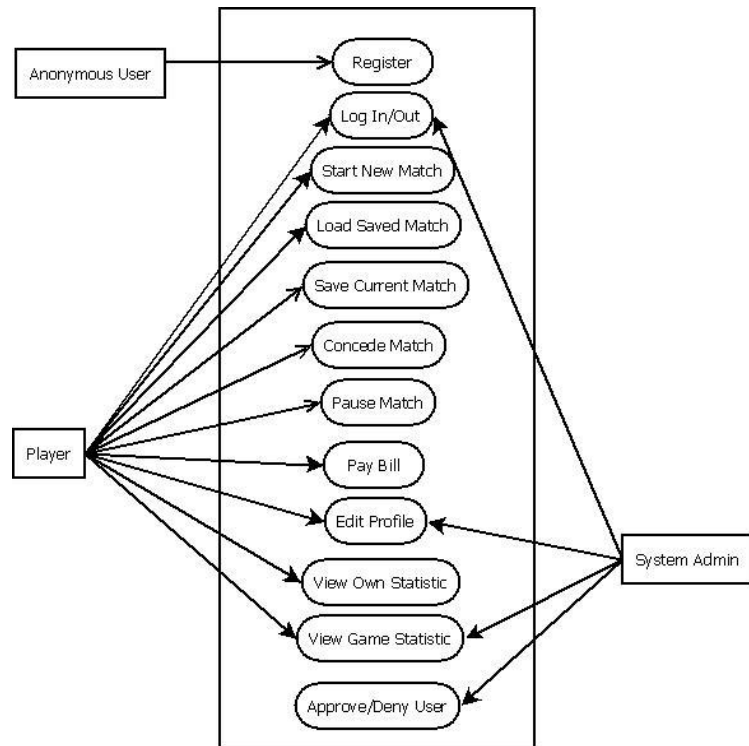 Anonymous User
Register
Log In/Out
Start New Match
Load Saved Match
Save Current Match
Concede Match
Pause Match
Player
Pay Bill
Edit Profile
System Admin
View Own Statistic
View Game Statistic
Approve/Deny User